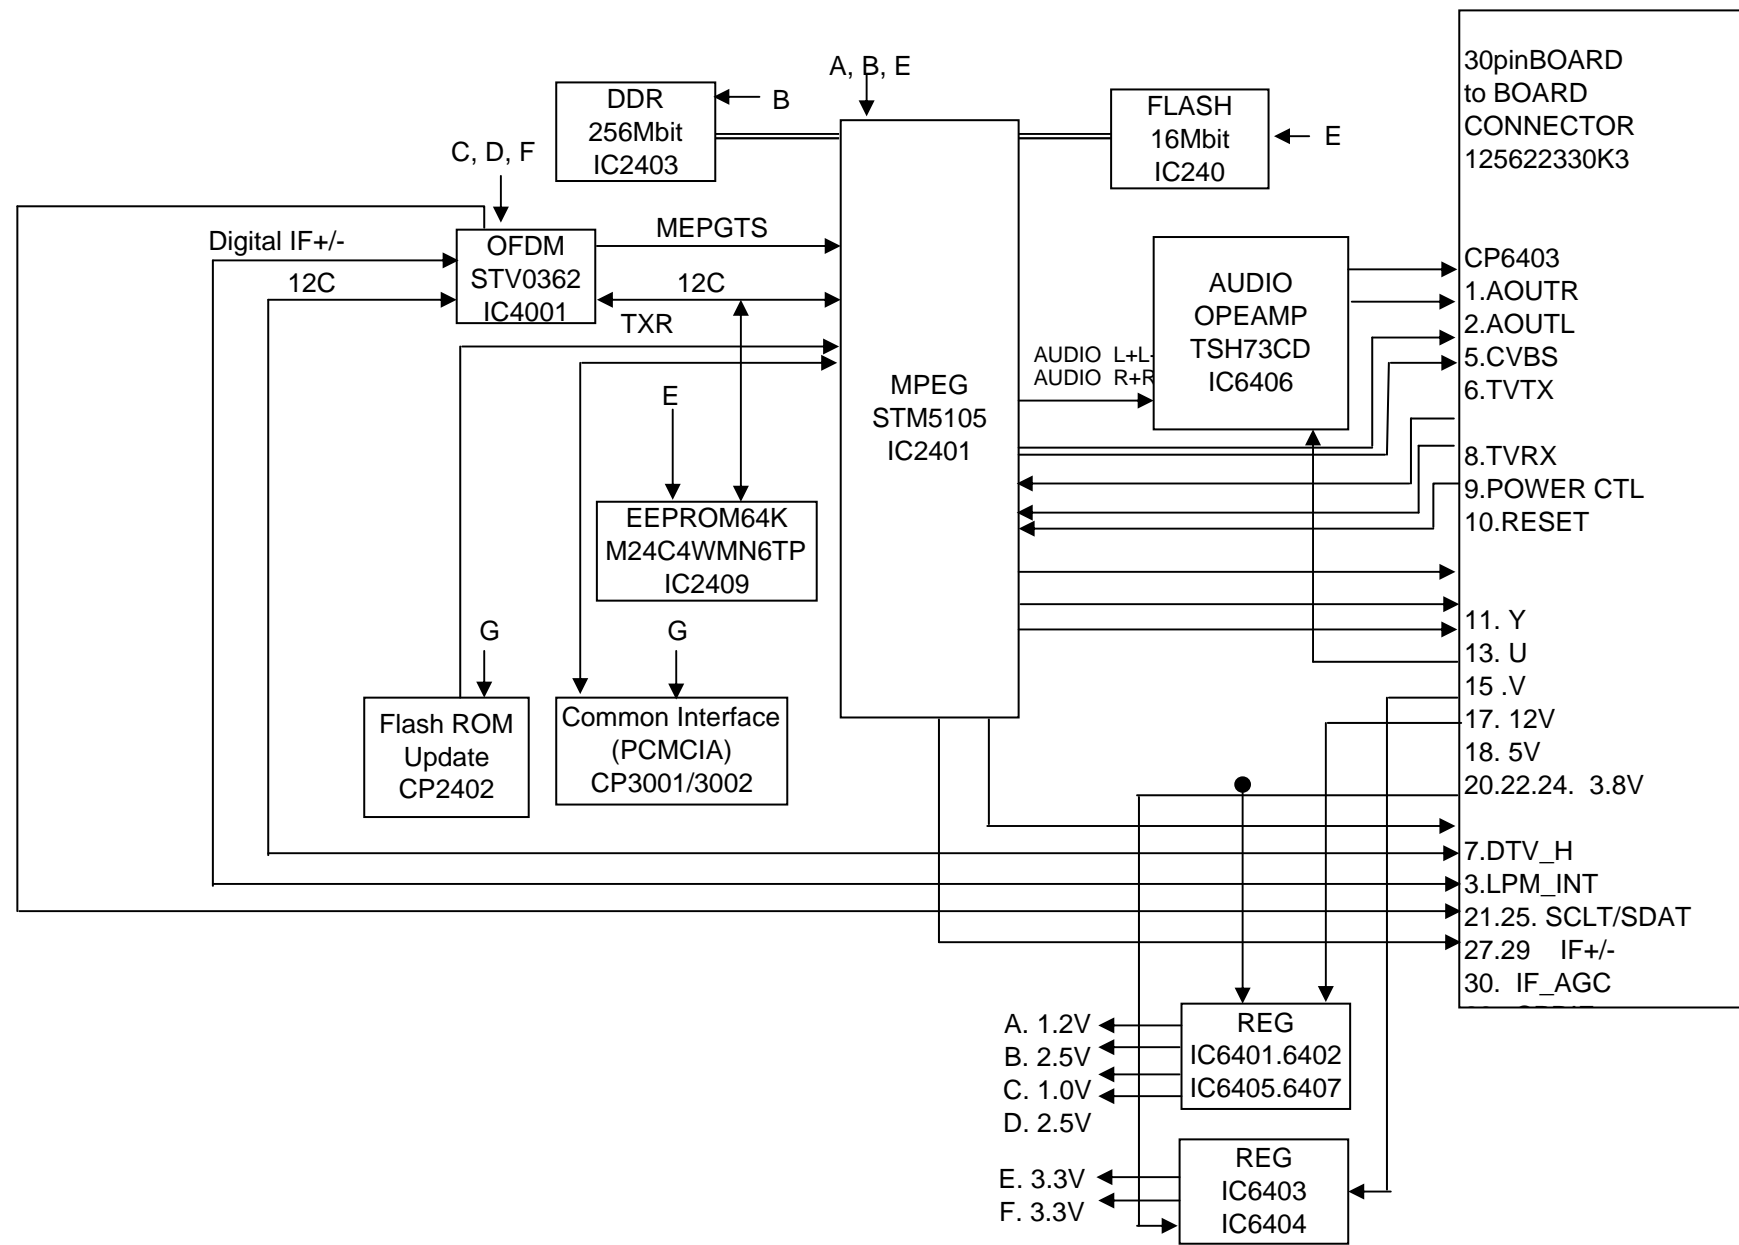 A, B, E
DDR
256Mbit
IC2403
B
FLASH
16Mbit
IC240
E
30pinBOARD
to BOARD
CONNECTOR
125622330K3
C, D, F
Digital IF+/-
12C
OFDM
STV0362
IC4001
MEPGTS
12C
TXR
MPEG
STM5105
IC2401
AUDIO L+L-
AUDIO R+R
AUDIO
OPEAMP
TSH73CD
IC6406
CP6403
1.AOUTR
2.AOUTL
5.CVBS
6.TVTX
8.TVRX
9.POWER CTL
10.RESET
E
EEPROM64K
M24C4WMN6TP
IC2409
G
G
Flash ROM
Update
CP2402
Common Interface
(PCMCIA)
CP3001/3002
11. Y
13. U
15 .V
17. 12V
18. 5V
20.22.24. 3.8V
7.DTV_H
3.LPM_INT
21.25. SCLT/SDAT
27.29 IF+/-
30. IF_AGC
A. 1.2V
B. 2.5V
C. 1.0V
D. 2.5V
REG
IC6401.6402
IC6405.6407
E. 3.3V
F. 3.3V
REG
IC6403
IC6404